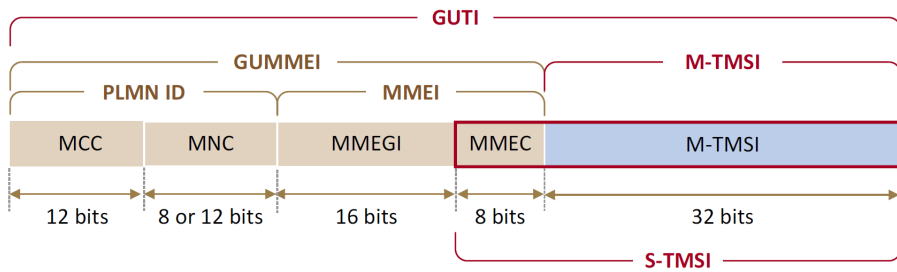 GUTI
GUMMEI M-TMSI
PLMN ID MMEI
MCC MNC MMEGI MMEC M-TMSI
12 bits 8 or 12 bits 16 bits 8 bits 32 bits
S-TMSI